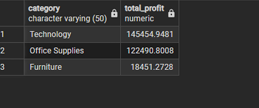 category total_profit
character varying (50) numeric
1 Technology 145454.9481
2 Office Supplies 122490.8008
3 Furniture 18451.2728